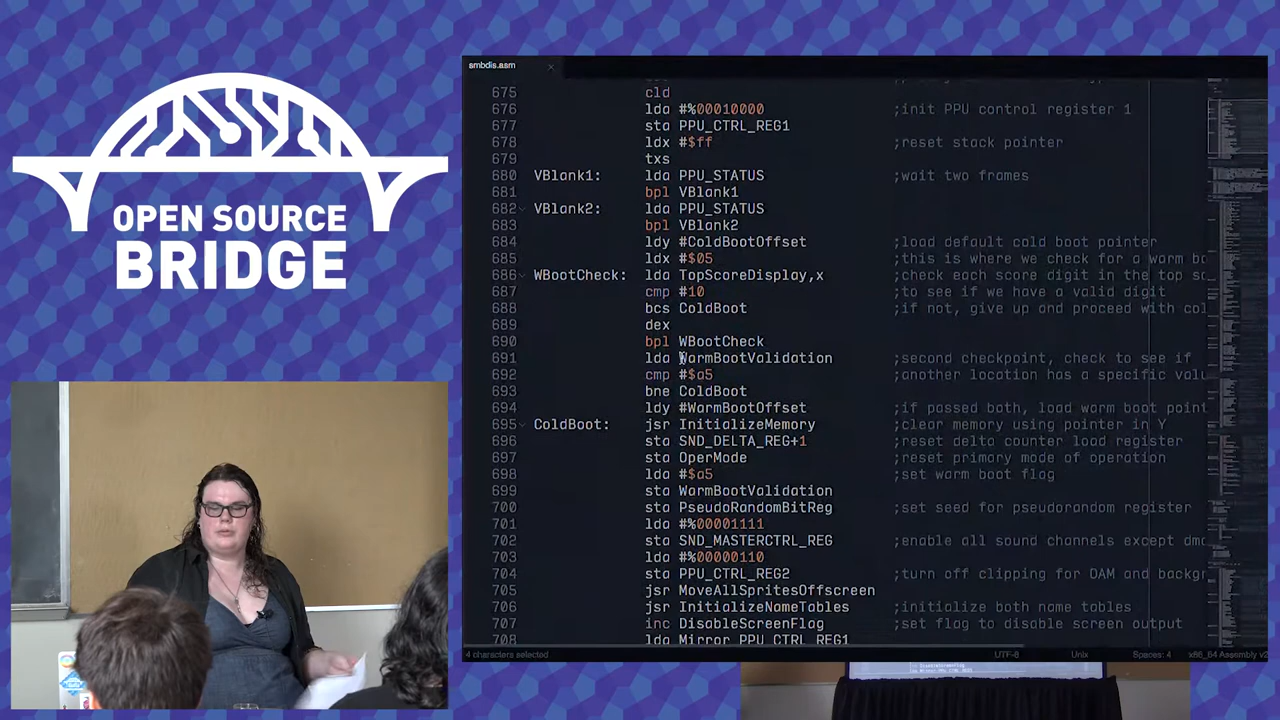 OPEN SOURCE
BRIDGE
smbdis.asm
675 cld
676 lda #%00010000 ;init PPU control register 1
677 sta PPU_CTRL_REG1
678 ldx #$ff ;reset stack pointer
679 txs
680 VBlank1: lda PPU_STATUS ;wait two frames
681 bpl VBlank1
682 VBlank2: lda PPU_STATUS
683 bpl VBlank2
684 ldy #ColdBootOffset ;load default cold boot pointer
685 ldx #$05 ;this is where we check for a warm bo
686 WBootCheck: lda TopScoreDisplay,x ;check each score digit in the top sc
687 cmp #10 ;to see if we have a valid digit
688 bcs ColdBoot ;if not, give up and proceed with col
689 dex
690 bpl WBootCheck
691 lda WarmBootValidation ;second checkpoint, check to see if
692 cmp #$a5 ;another location has a specific valu
693 bne ColdBoot
694 ldy #WarmBootOffset ;if passed both, load warm boot point
695 ColdBoot: jsr InitializeMemory ;clear memory using pointer in Y
696 sta SND_DELTA_REG+1 ;reset delta counter load register
697 sta OperMode ;reset primary mode of operation
698 lda #$a5 ;set warm boot flag
699 sta WarmBootValidation
700 sta PseudoRandomBitReg ;set seed for pseudorandom register
701 lda #%00001111
702 sta SND_MASTERCTRL_REG ;enable all sound channels except dmc
703 lda #%00000110
704 sta PPU_CTRL_REG2 ;turn off clipping for OAM and backgr
705 jsr MoveAllSpritesOffscreen
706 jsr InitializeNameTables ;initialize both name tables
707 inc DisableScreenFlag ;set flag to disable screen output
708 lda Mirror_PPU_CTRL_REG1
4 characters selected UTF-8 Unix Spaces: 4 x86_64 Assembly v2